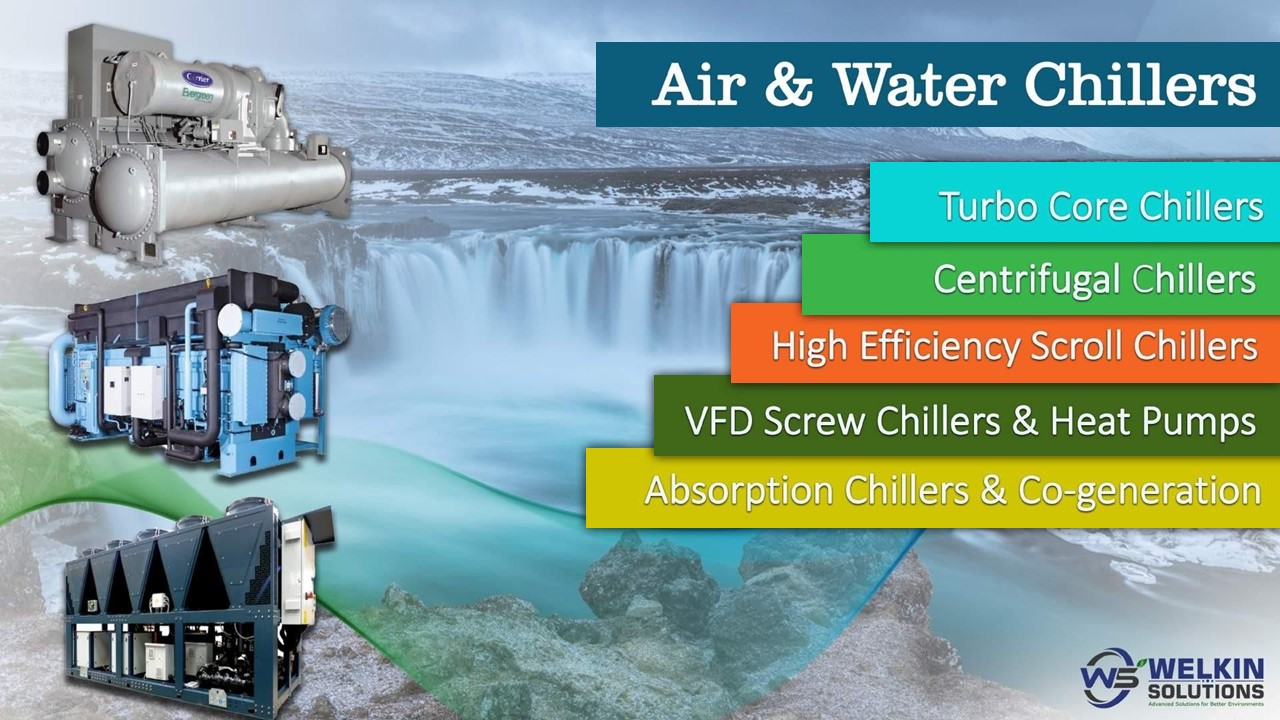 Carrier
Evergreen
Air & Water Chillers
Turbo Core Chillers
Centrifugal Chillers
High Efficiency Scroll Chillers
VFD Screw Chillers & Heat Pumps
Absorption Chillers & Co-generation
WS WELKIN
SOLUTIONS
Advanced Solutions for Better Environments